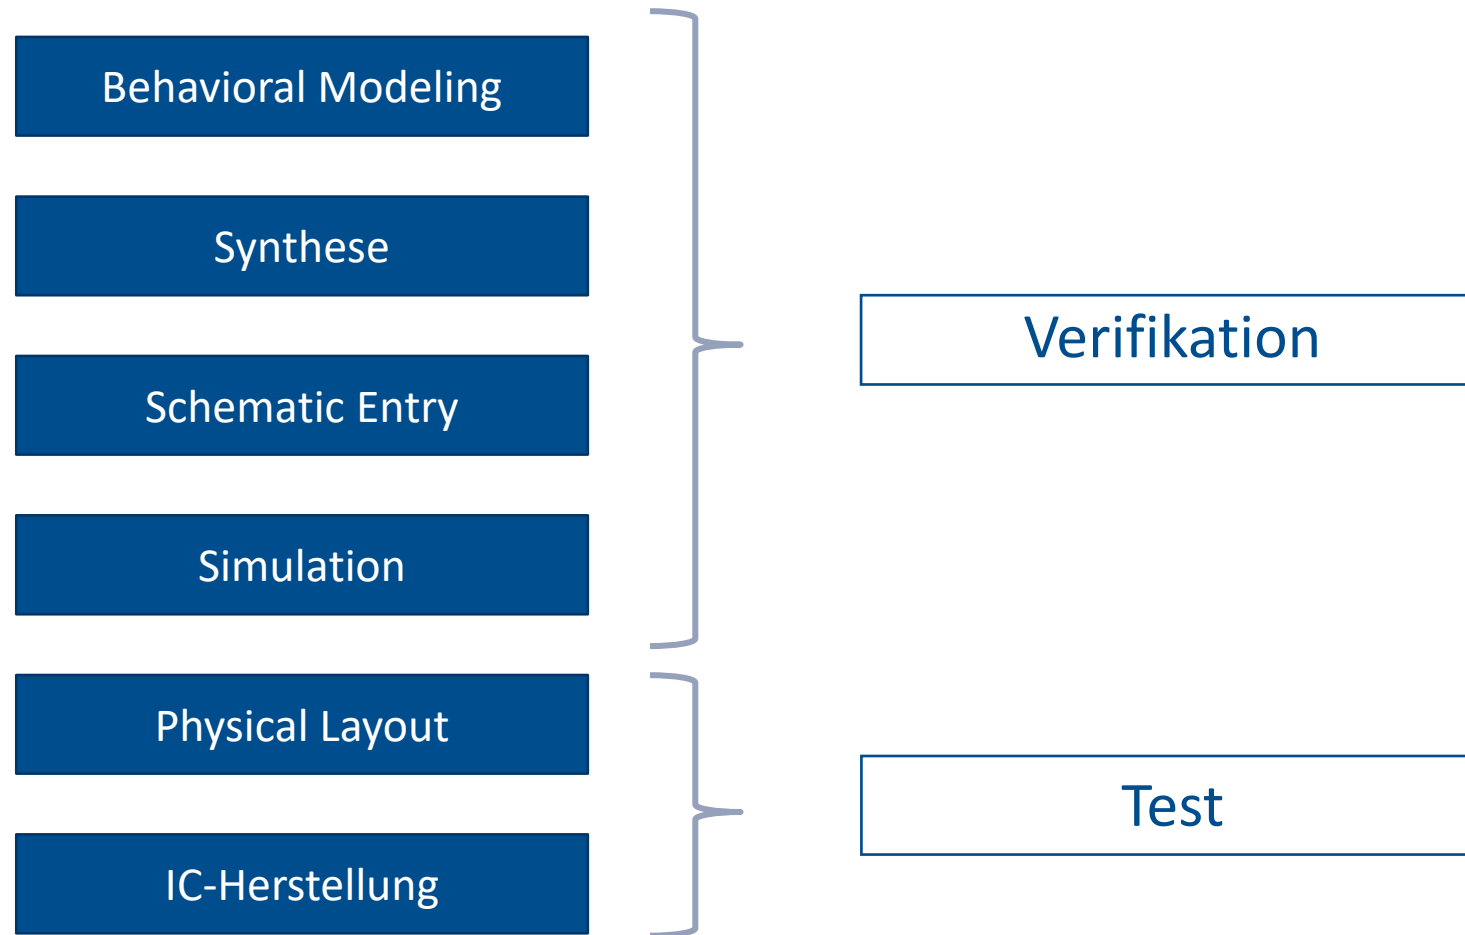 Behavioral Modeling
Synthese
Schematic Entry
Simulation
Physical Layout
IC-Herstellung
Verifikation
Test